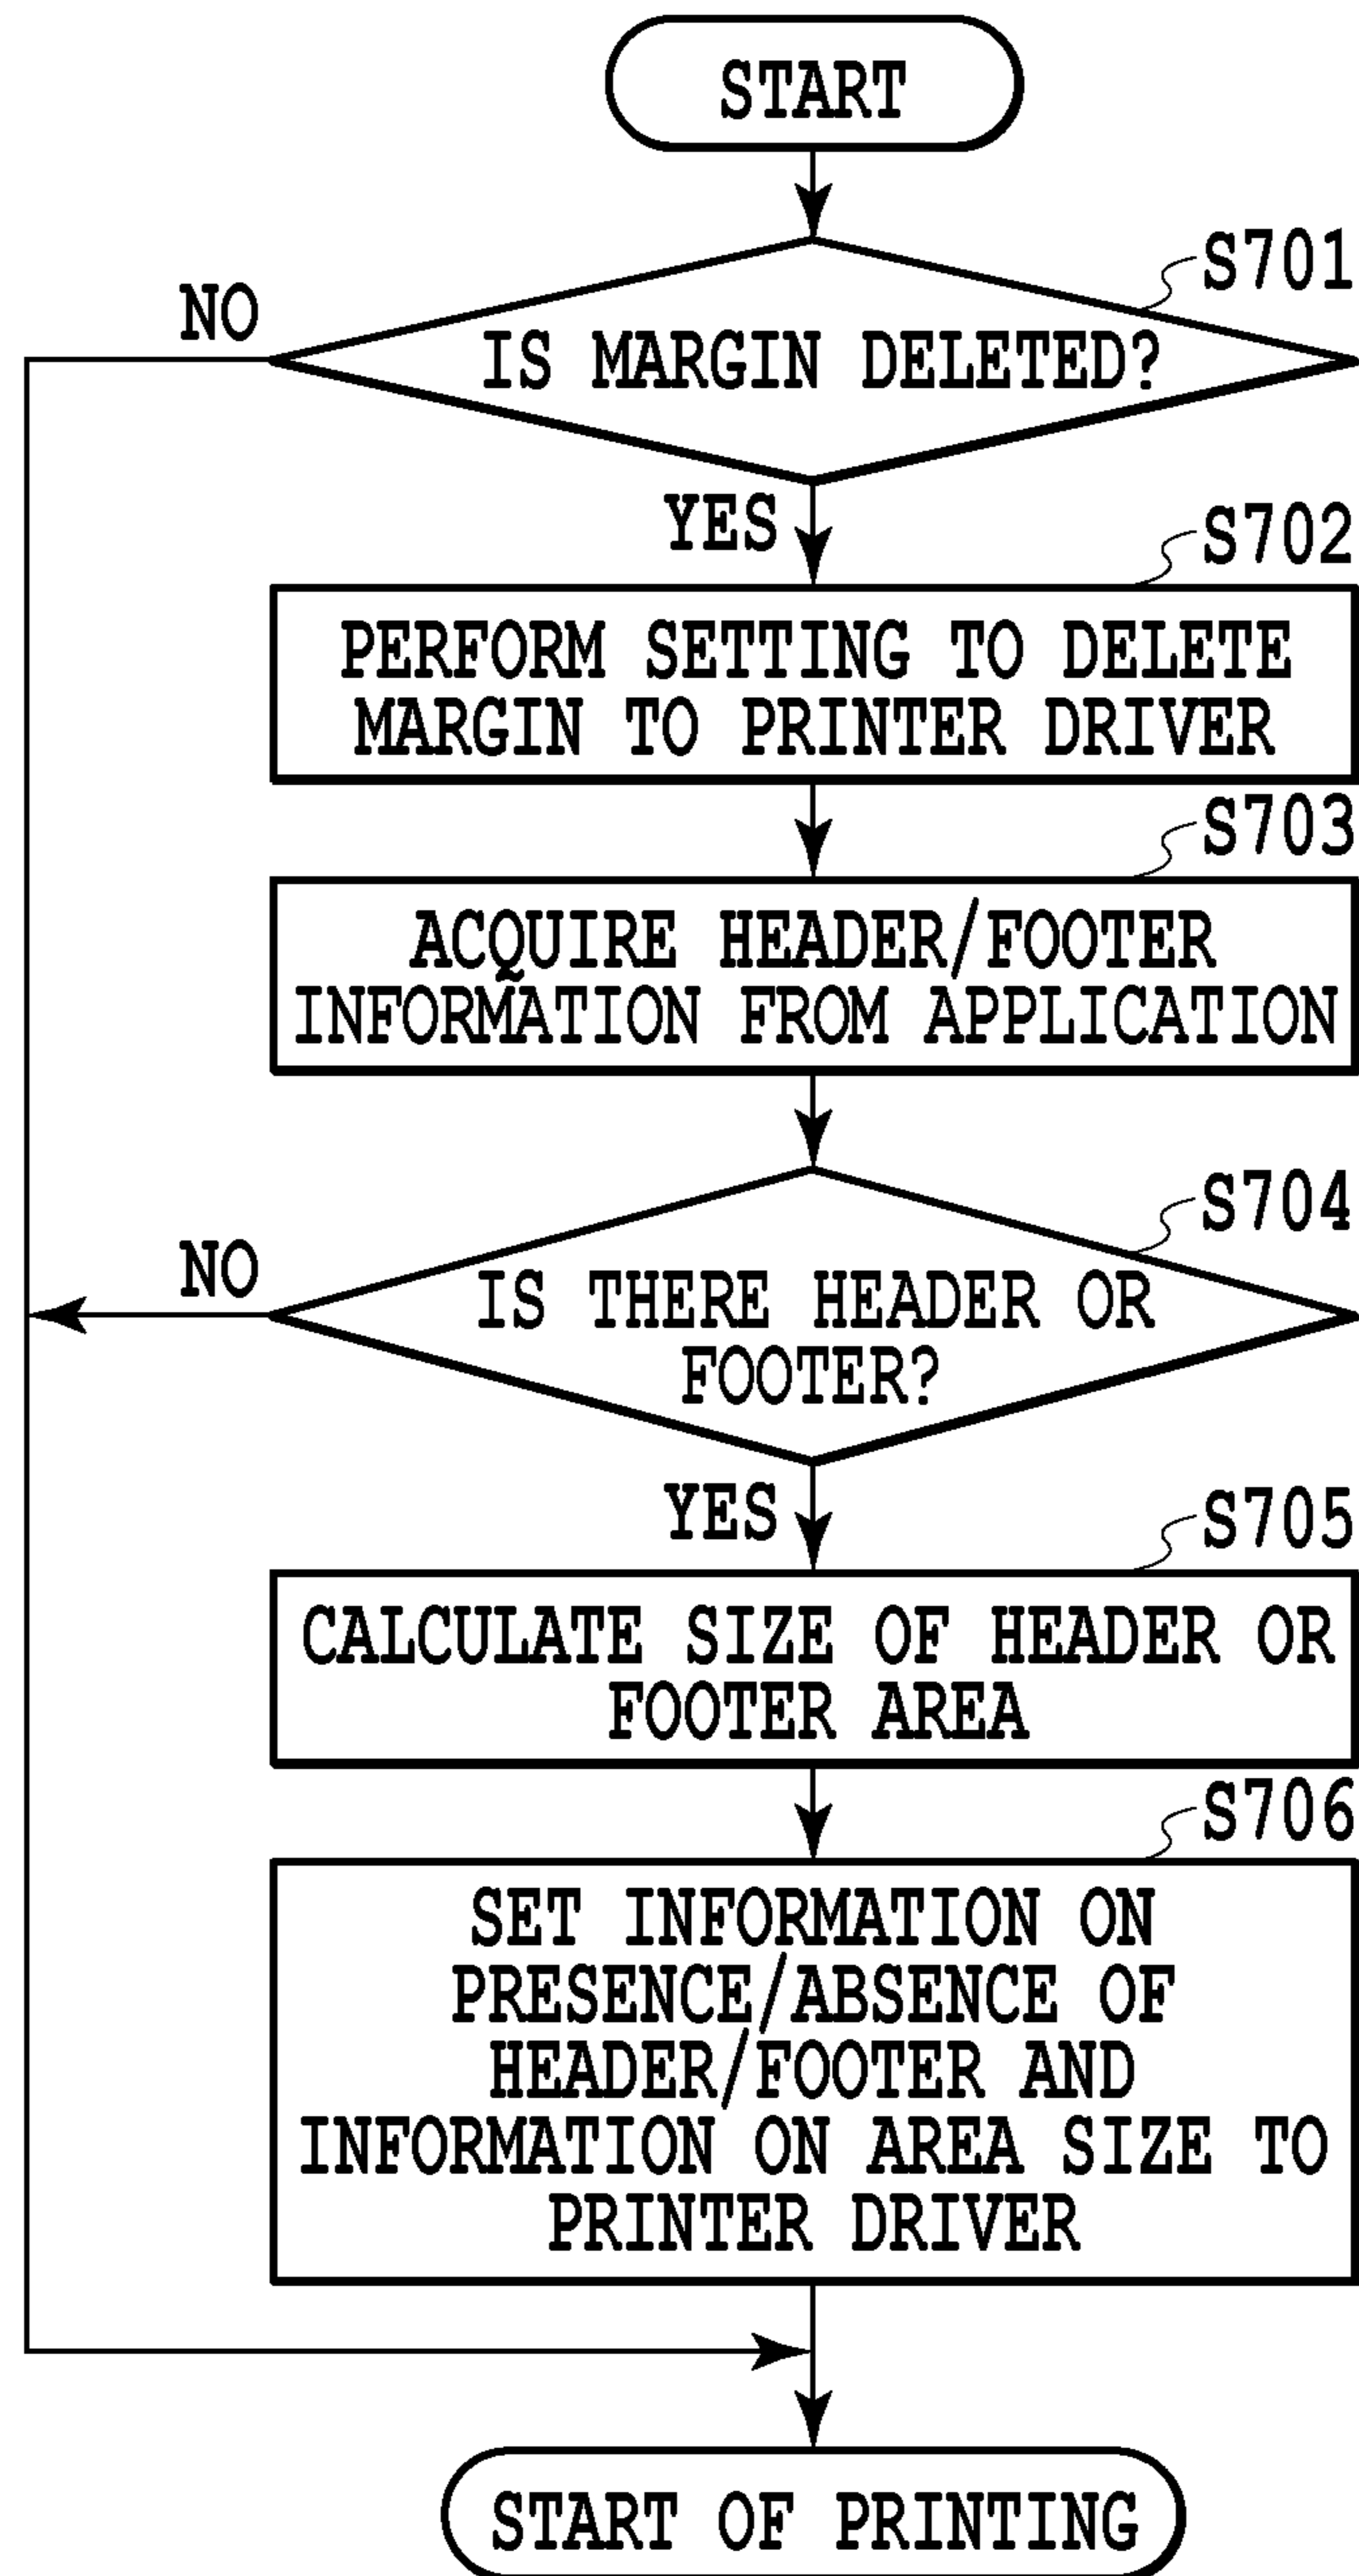 START
S701
NO
IS MARGIN DELETED?
YES
S702
PERFORM SETTING TO DELETE
MARGIN TO PRINTER DRIVER
S703
ACQUIRE HEADER/FOOTER
INFORMATION FROM APPLICATION
S704
NO
IS THERE HEADER OR
FOOTER?
YES
S705
CALCULATE SIZE OF HEADER OR
FOOTER AREA
S706
SET INFORMATION ON
PRESENCE/ABSENCE OF
HEADER/FOOTER AND
INFORMATION ON AREA SIZE TO
PRINTER DRIVER
START OF PRINTING